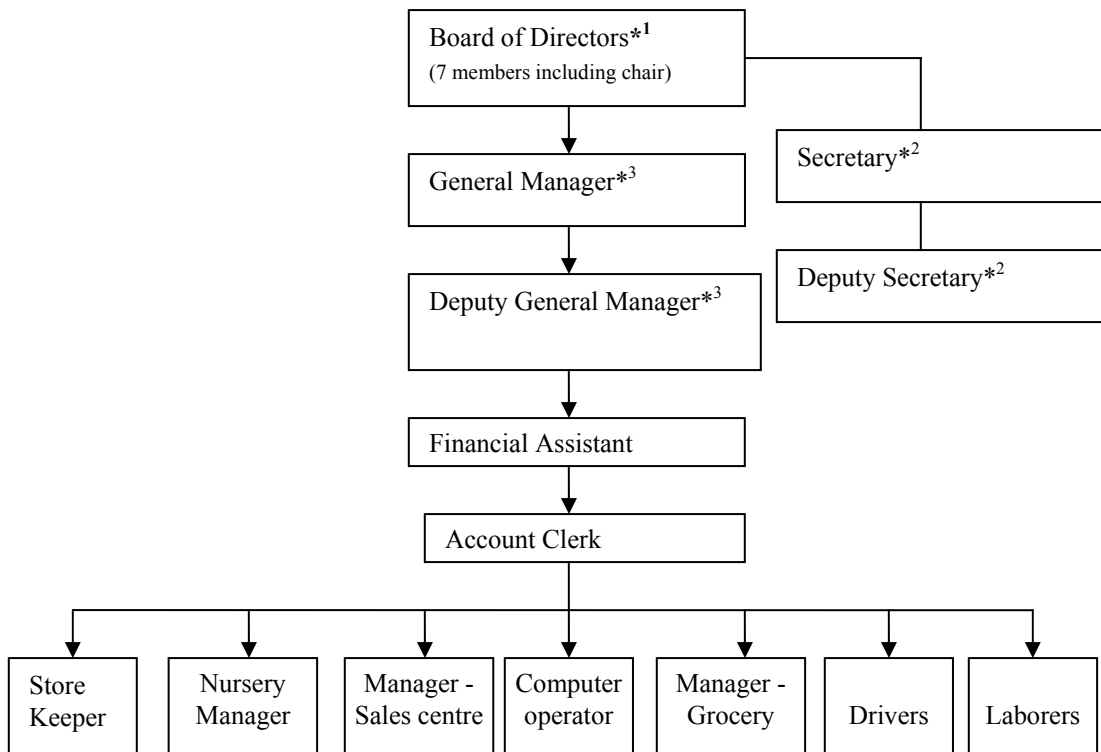 Board of Directors*¹
(7 members including chair)
Secretary*²
General Manager*³
Deputy Secretary*²
Deputy General Manager*³
Financial Assistant
Account Clerk
Store
Keeper
Nursery
Manager
Manager -
Sales centre
Computer
operator
Manager -
Grocery
Drivers
Laborers